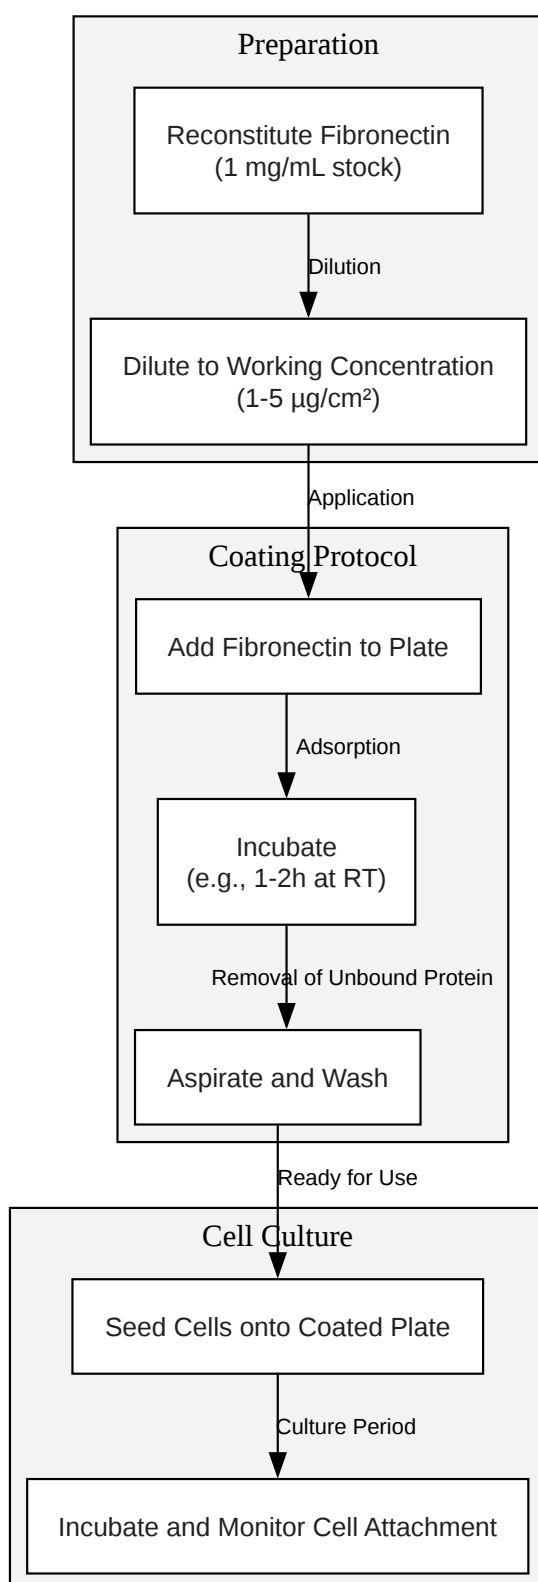 Preparation
Reconstitute Fibronectin
(1 mg/mL stock)
Dilution
Dilute to Working Concentration
(1-5 µg/cm²)
Application
Coating Protocol
Add Fibronectin to Plate
Adsorption
Incubate
(e.g., 1-2h at RT)
Removal of Unbound Protein
Aspirate and Wash
Ready for Use
Cell Culture
Seed Cells onto Coated Plate
Culture Period
Incubate and Monitor Cell Attachment